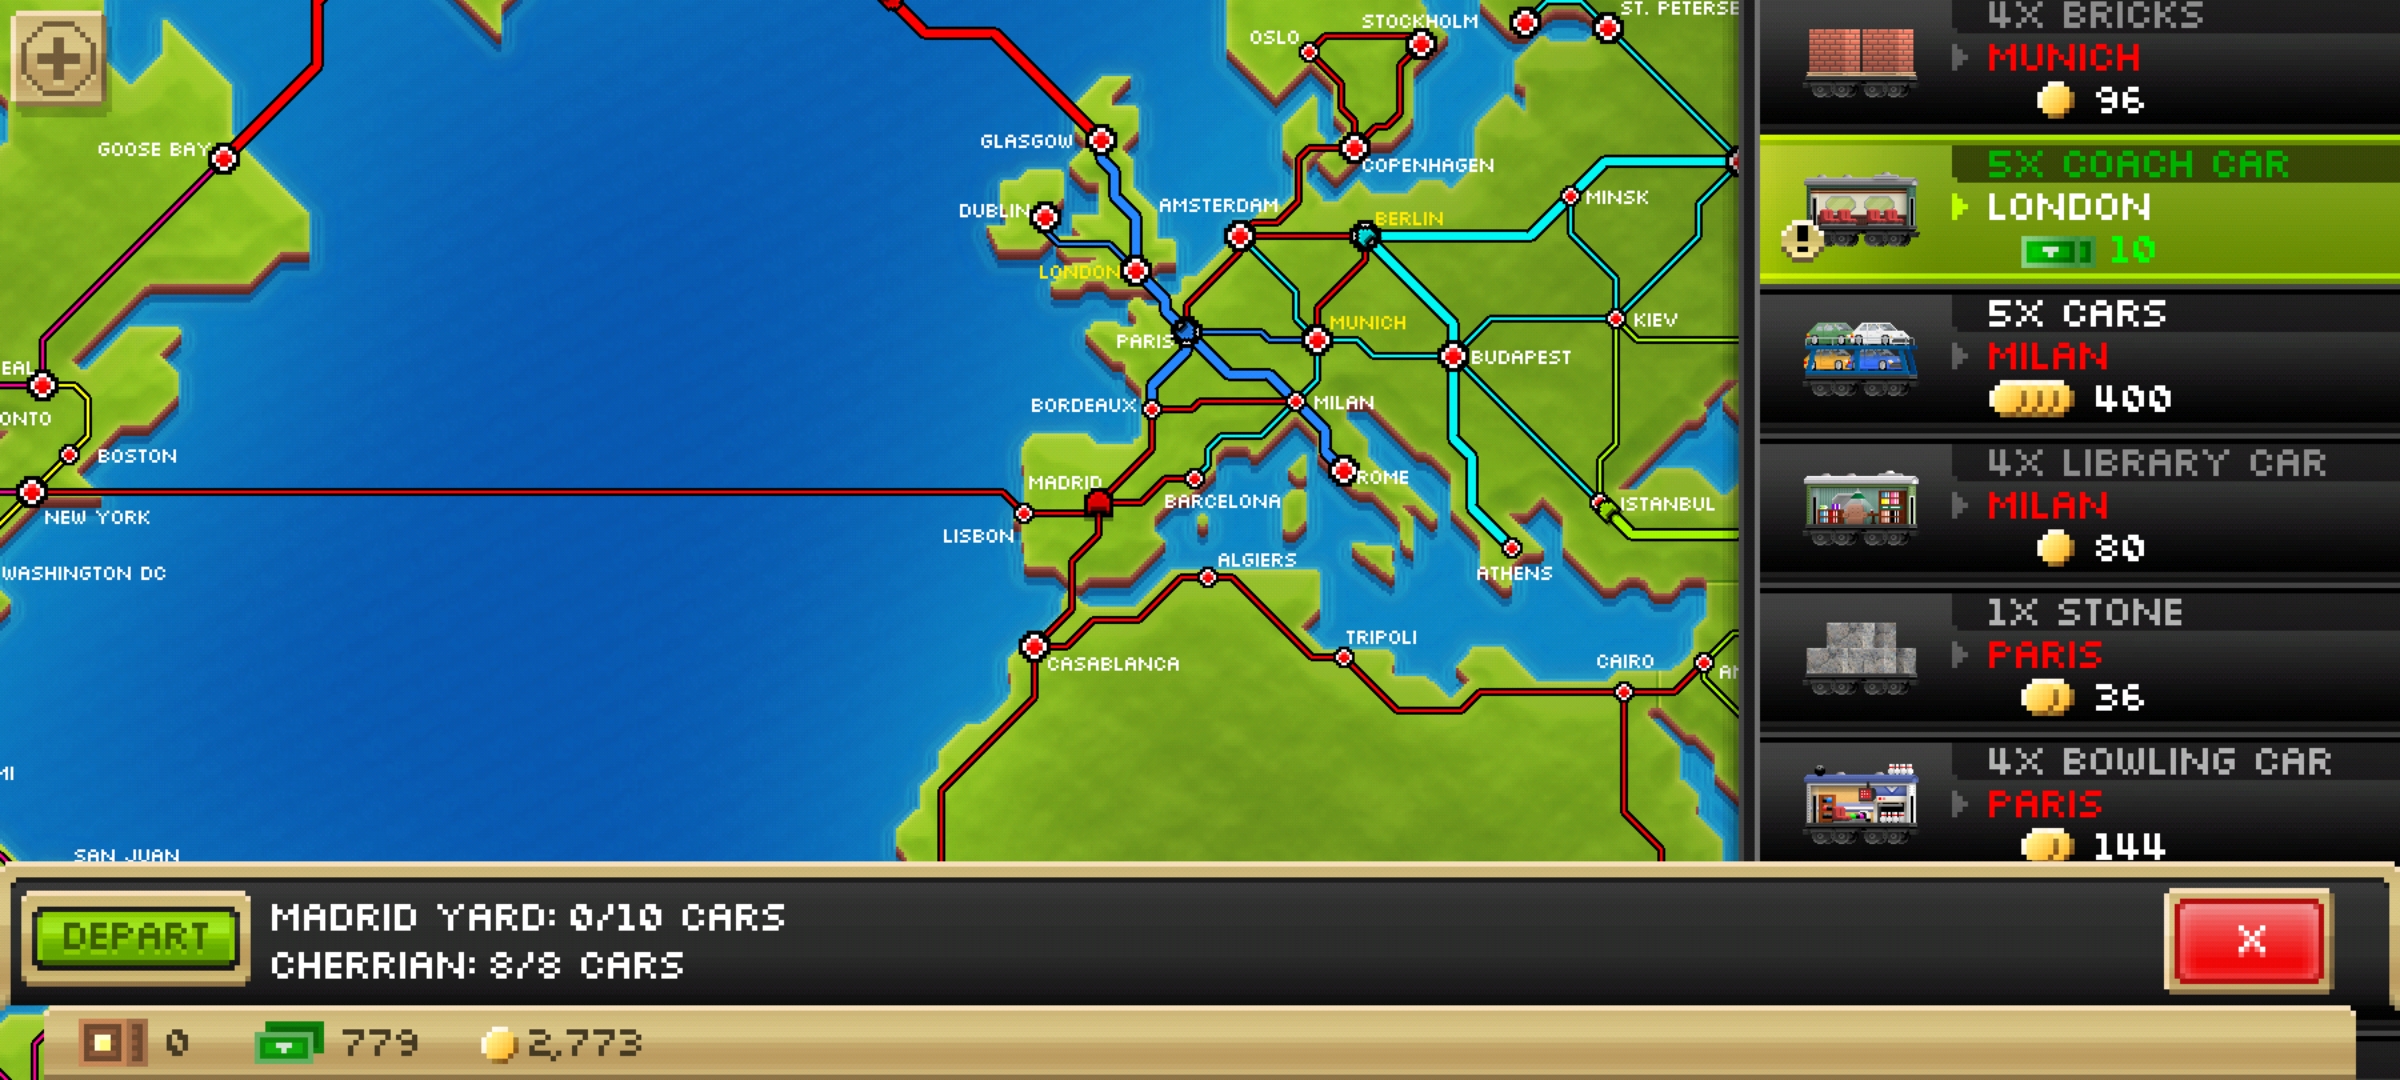 STOCKHOLM
ST. PETERSE
OSLO
GLASGOW
GOOSE BAY
COPENHAGEN
DUBLIN
AMSTERDAM
MINSK
BERLIN
LONDON
MUNICH
KIEV
PARIS
BUDAPEST
EAL
BORDEAUX
MILAN
ONTO
BOSTON
MADRID
ROME
BARCELONA
ISTANBUL
NEW YORK
LISBON
ALGIERS
WASHINGTON DC
ATHENS
TRIPOLI
CASABLANCA
CAIRO
AM
MI
SAN JUAN
4X BRICKS
MUNICH
96
5X COACH CAR
LONDON
10
5X CARS
MILAN
400
4X LIBRARY CAR
MILAN
80
1X STONE
PARIS
36
4X BOWLING CAR
PARIS
144
DEPART
MADRID YARD: 0/10 CARS
CHERRIAN: 8/8 CARS
X
0
779
2,773